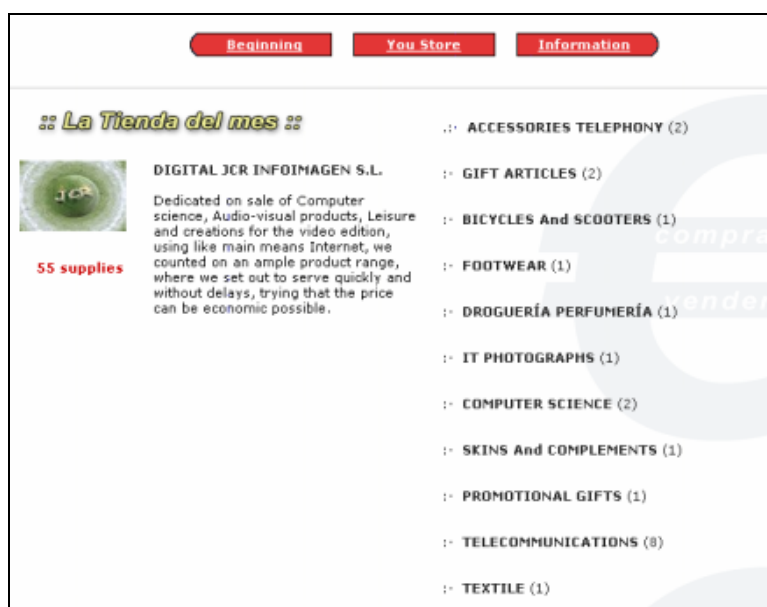 Beginning You Store Information
:: La Tienda del mes ::
JCR
55 supplies
DIGITAL JCR INFOIMAGEN S.L.
Dedicated on sale of Computer
science, Audio-visual products, Leisure
and creations for the video edition,
using like main means Internet, we
counted on an ample product range,
where we set out to serve quickly and
without delays, trying that the price
can be economic possible.
.:· ACCESSORIES TELEPHONY (2)
:· GIFT ARTICLES (2)
:· BICYCLES And SCOOTERS (1)
:· FOOTWEAR (1)
:· DROGUERÍA PERFUMERÍA (1)
:· IT PHOTOGRAPHS (1)
:· COMPUTER SCIENCE (2)
:· SKINS And COMPLEMENTS (1)
:· PROMOTIONAL GIFTS (1)
:· TELECOMMUNICATIONS (8)
:· TEXTILE (1)
compra
vender